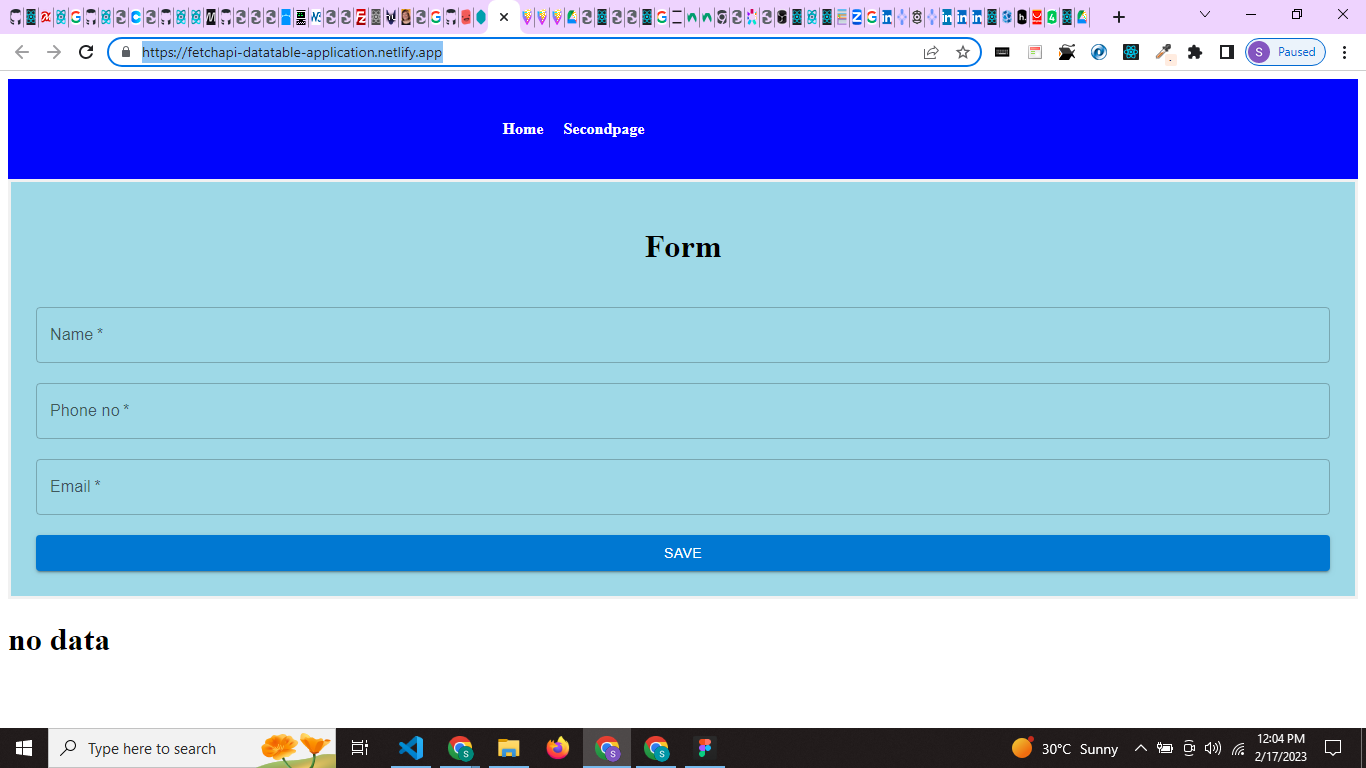 https://fetchapi-datatable-application.netlify.app
S Paused
Home Secondpage
Form
Name *
Phone no *
Email *
SAVE
no data
Type here to search
30°C Sunny
12:04 PM
2/17/2023